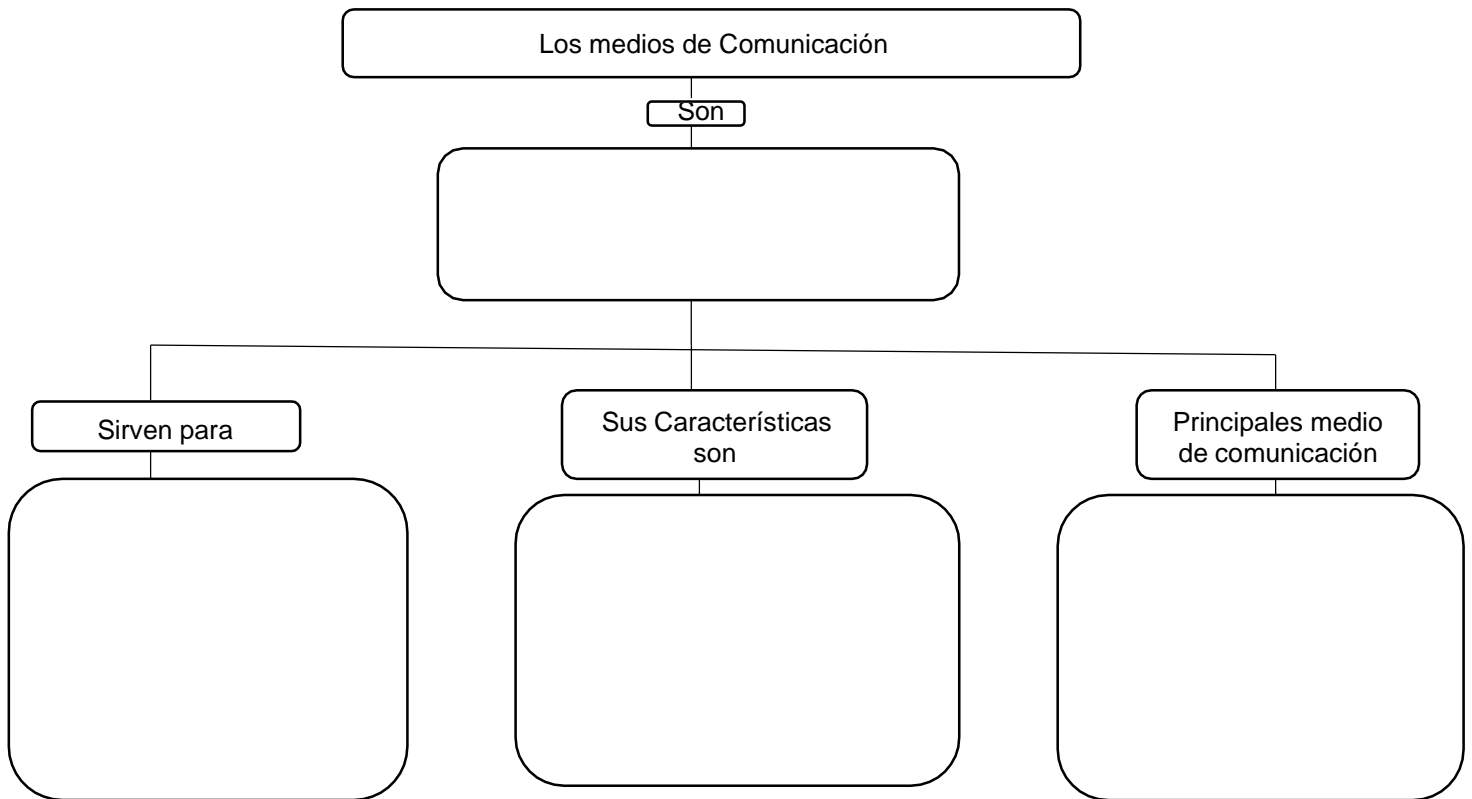 Los medios de Comunicación
Son
Sirven para
Sus Características
son
Principales medio
de comunicación